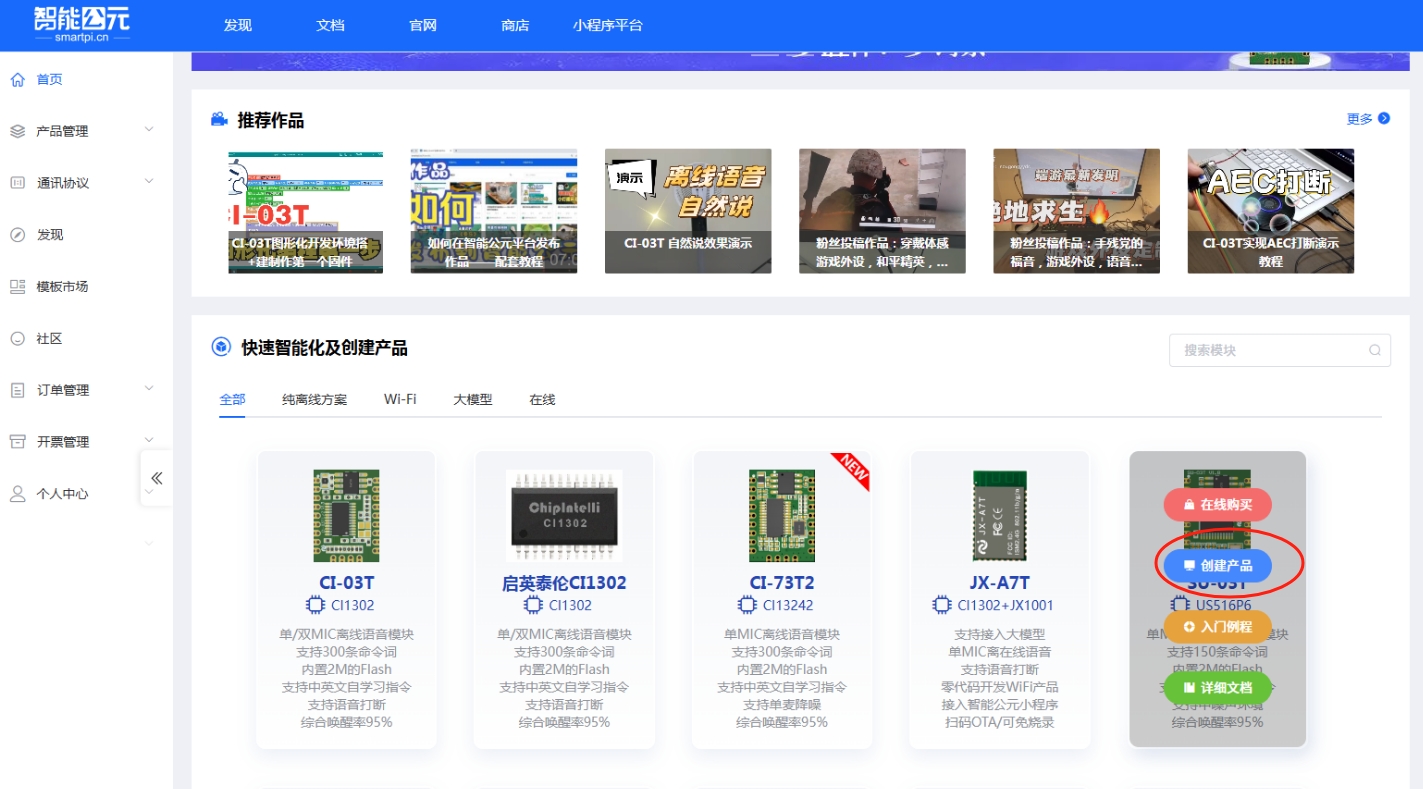 智能公元
smartpi.cn
发现
文档
官网
商店
小程序平台
首页
产品管理
通讯协议
发现
模板市场
社区
订单管理
开票管理
个人中心
推荐作品
更多
I-03T
CI-03T图形化开发环境搭
+建制作第一个固件
作品
如何
如何在智能公元平台发布
作品——配套教程
07:0
演示
离线语音
自然说
CI-03T 自然说效果演示
粉丝投稿作品：穿戴体感
游戏外设，和平精英，...
端游最新发明
绝地求生
粉丝投稿作品：手残党的
福音，游戏外设，语音...
AEC打断
CI-03T实现AEC打断演示
教程
快速智能化及创建产品
搜索模块
全部
纯离线方案
Wi-Fi
大模型
在线
CI-03T
CI1302
单/双MIC离线语音模块
支持300条命令词
内置2M的Flash
支持中英文自学习指令
支持语音打断
综合唤醒率95%
ChipIntelli
CI1302
启英泰伦CI1302
CI1302
单/双MIC离线语音模块
支持300条命令词
内置2M的Flash
支持中英文自学习指令
支持语音打断
综合唤醒率95%
NEW
CI-73T2
CI13242
单MIC离线语音模块
支持300条命令词
内置2M的Flash
支持中英文自学习指令
支持单麦降噪
综合唤醒率95%
JX-A7T
FC CE
JX-A7T
CI1302+JX1001
支持接入大模型
单MIC离在线语音
支持语音打断
零代码开发WiFi产品
接入智能公元小程序
扫码OTA/可免烧录
在线购买
创建产品
SU-03T
US516P6
入门例程
支持150条命令词
内置2M的Flash
详细文档
综合唤醒率95%